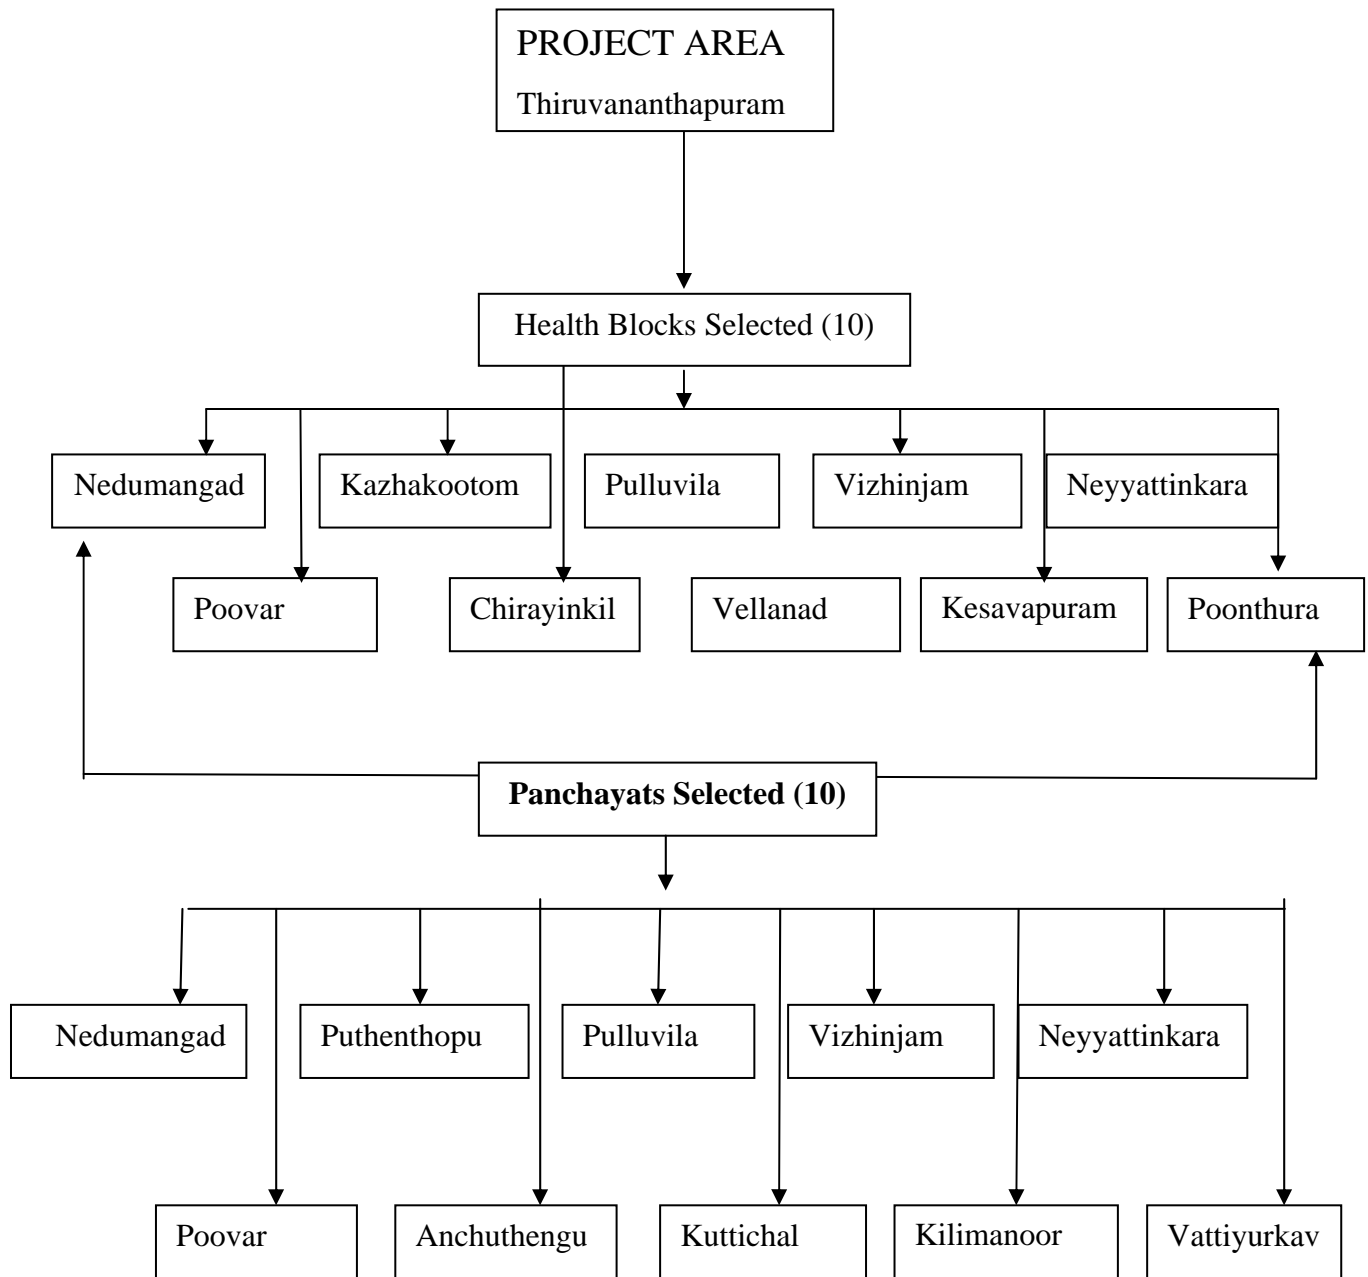 PROJECT AREA
Thiruvananthapuram
Health Blocks Selected (10)
Nedumangad
Kazhakootom
Pulluvila
Vizhinjam
Neyyattinkara
Poovar
Chirayinkil
Vellanad
Kesavapuram
Poonthura
Panchayats Selected (10)
Nedumangad
Puthenthopu
Pulluvila
Vizhinjam
Neyyattinkara
Poovar
Anchuthengu
Kuttichal
Kilimanoor
Vattiyurkav